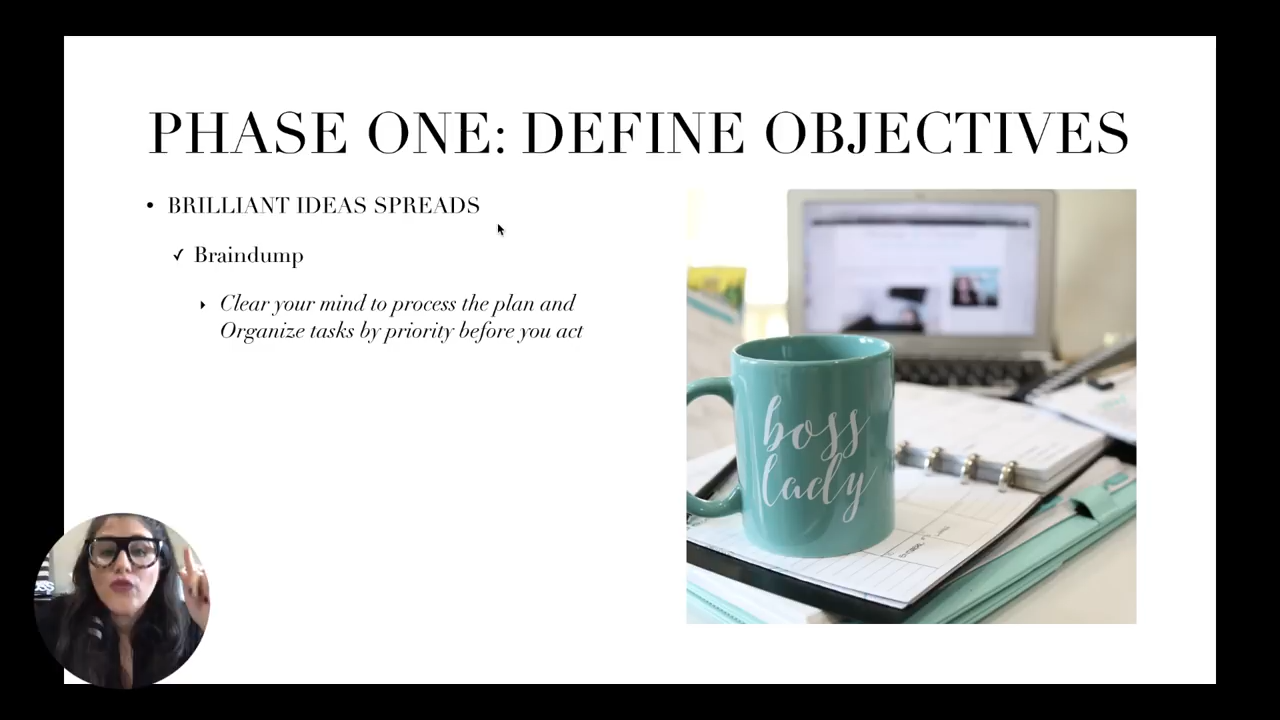 PHASE ONE: DEFINE OBJECTIVES
• BRILLIANT IDEAS SPREADS
✓ Braindump
‣ Clear your mind to process the plan and
Organize tasks by priority before you act
boss
lady